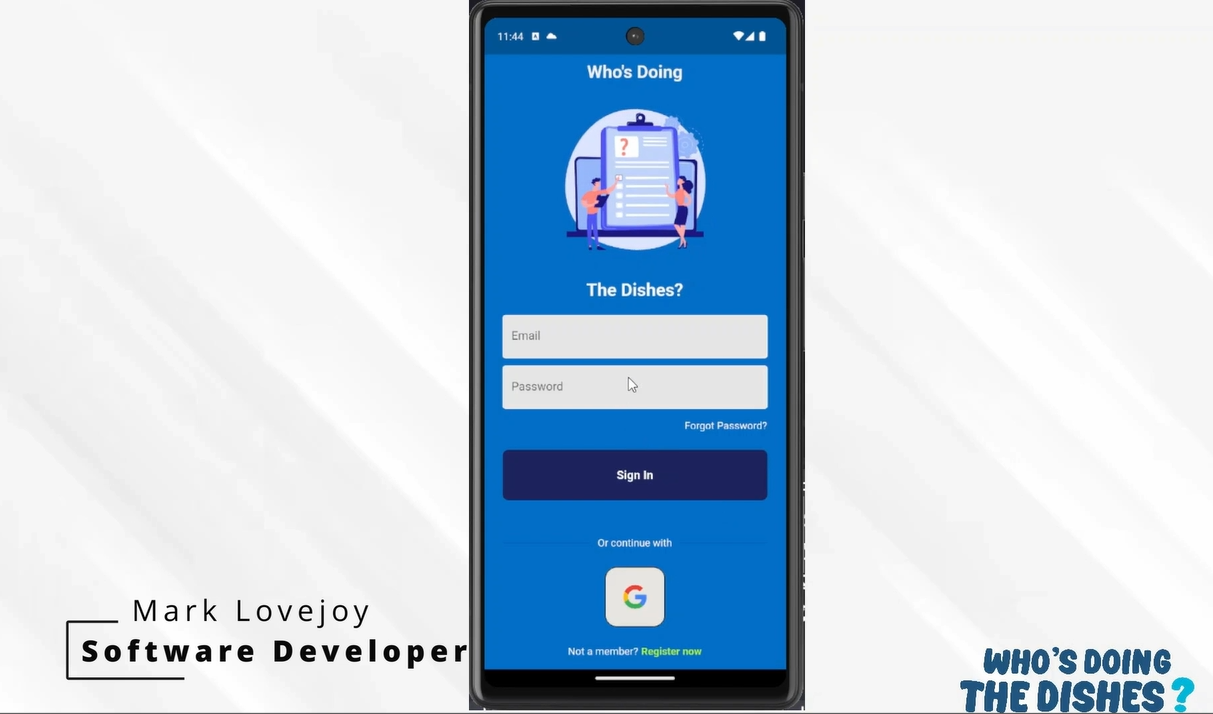 11:44
Who's Doing
?
The Dishes?
Email
Password
Forgot Password?
Sign In
Or continue with
G
Not a member? Register now
Mark Lovejoy
Software Developer
WHO'S DOING
THE DISHES?